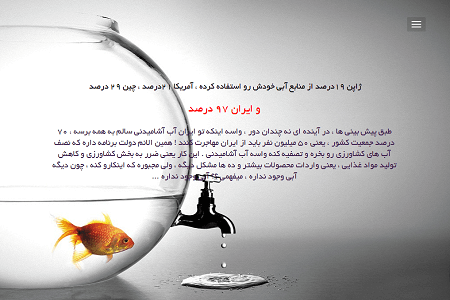 ژاپن ۱۹ درصد از منابع آبی خودش رو استفاده کرده ، آمریکا ۲۱درصد ، چین ۲۹ درصد
و ایران ۹۷ درصد
طبق پیش بینی ها ، در آینده ای نه چندان دور ، واسه اینکه تو ایران آب آشامیدنی سالم به همه برسه ، ۷۰
درصد جمعیت کشور ، یعنی ۵۰ میلیون نفر باید از ایران مهاجرت کنند ! همین الانم دولت برنامه داره که نصف
آب های کشاورزی رو بخره و تصفیه کنه واسه آب آشامیدنی ، این کار یعنی ضرر به بخش کشاورزی و کاهش
تولید مواد غذایی ، یعنی واردات محصولات بیشتر و ده ها مشکل دیگه ، ولی مجبوره که اینکارو کنه ، چون دیگه
آبی وجود نداره ، میفهمی ؟؟ آبی وجود نداره ...